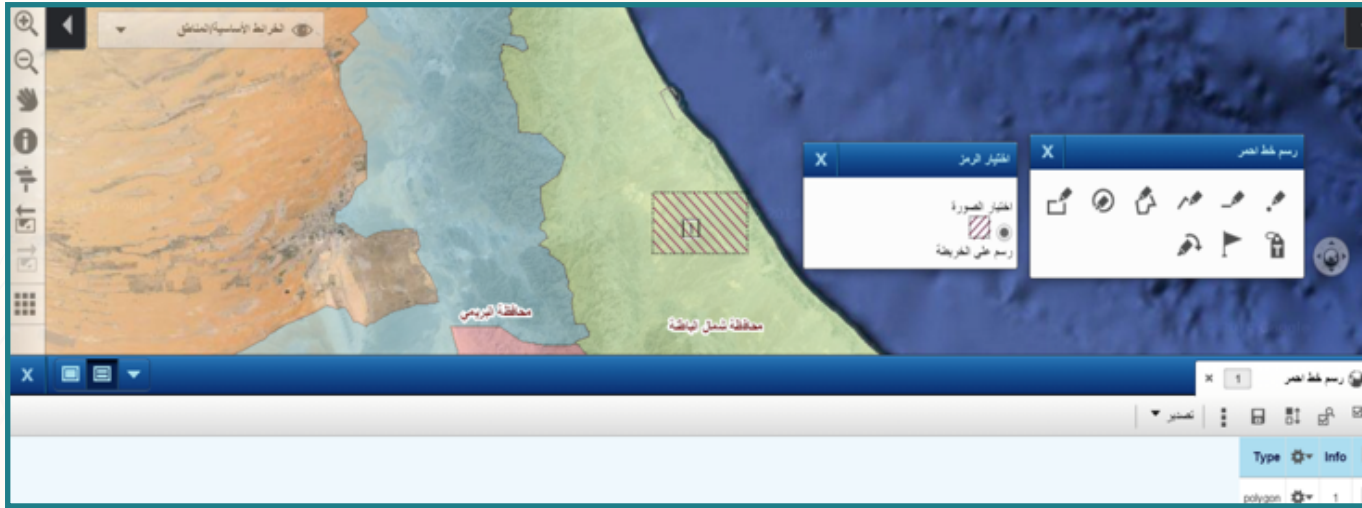 الخرائط الأساسية/المناطق
رسم خط احمر
X
اختيار الرمز
X
اختيار الصورة
رسم على الخريطة
محافظة البريمي
محافظة شمال الباطنة
رسم خط احمر
1
×
X
تصدير
Type
Info
polygon
1